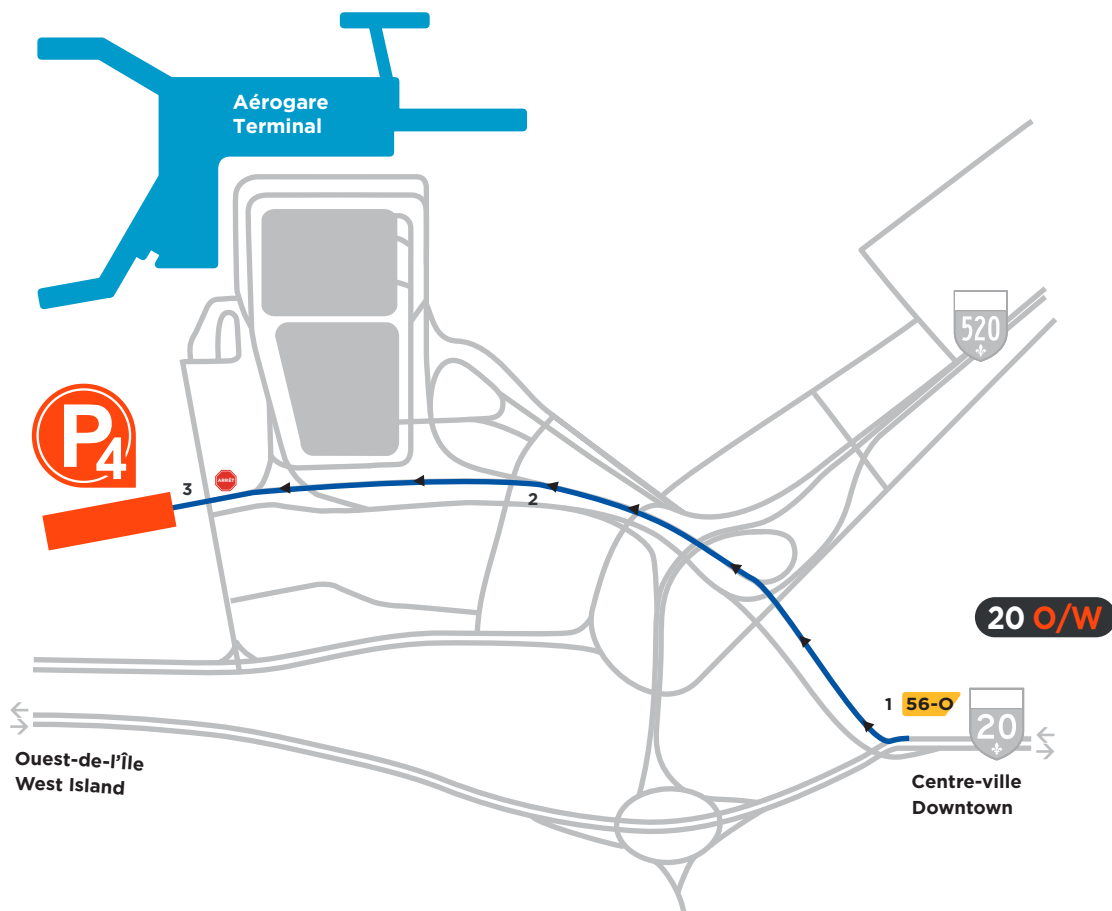 Aérogare
Terminal
520
P4
ARRÊT
3
2
20 O/W
1
56-O
20
Ouest-de-l'Île
West Island
Centre-ville
Downtown